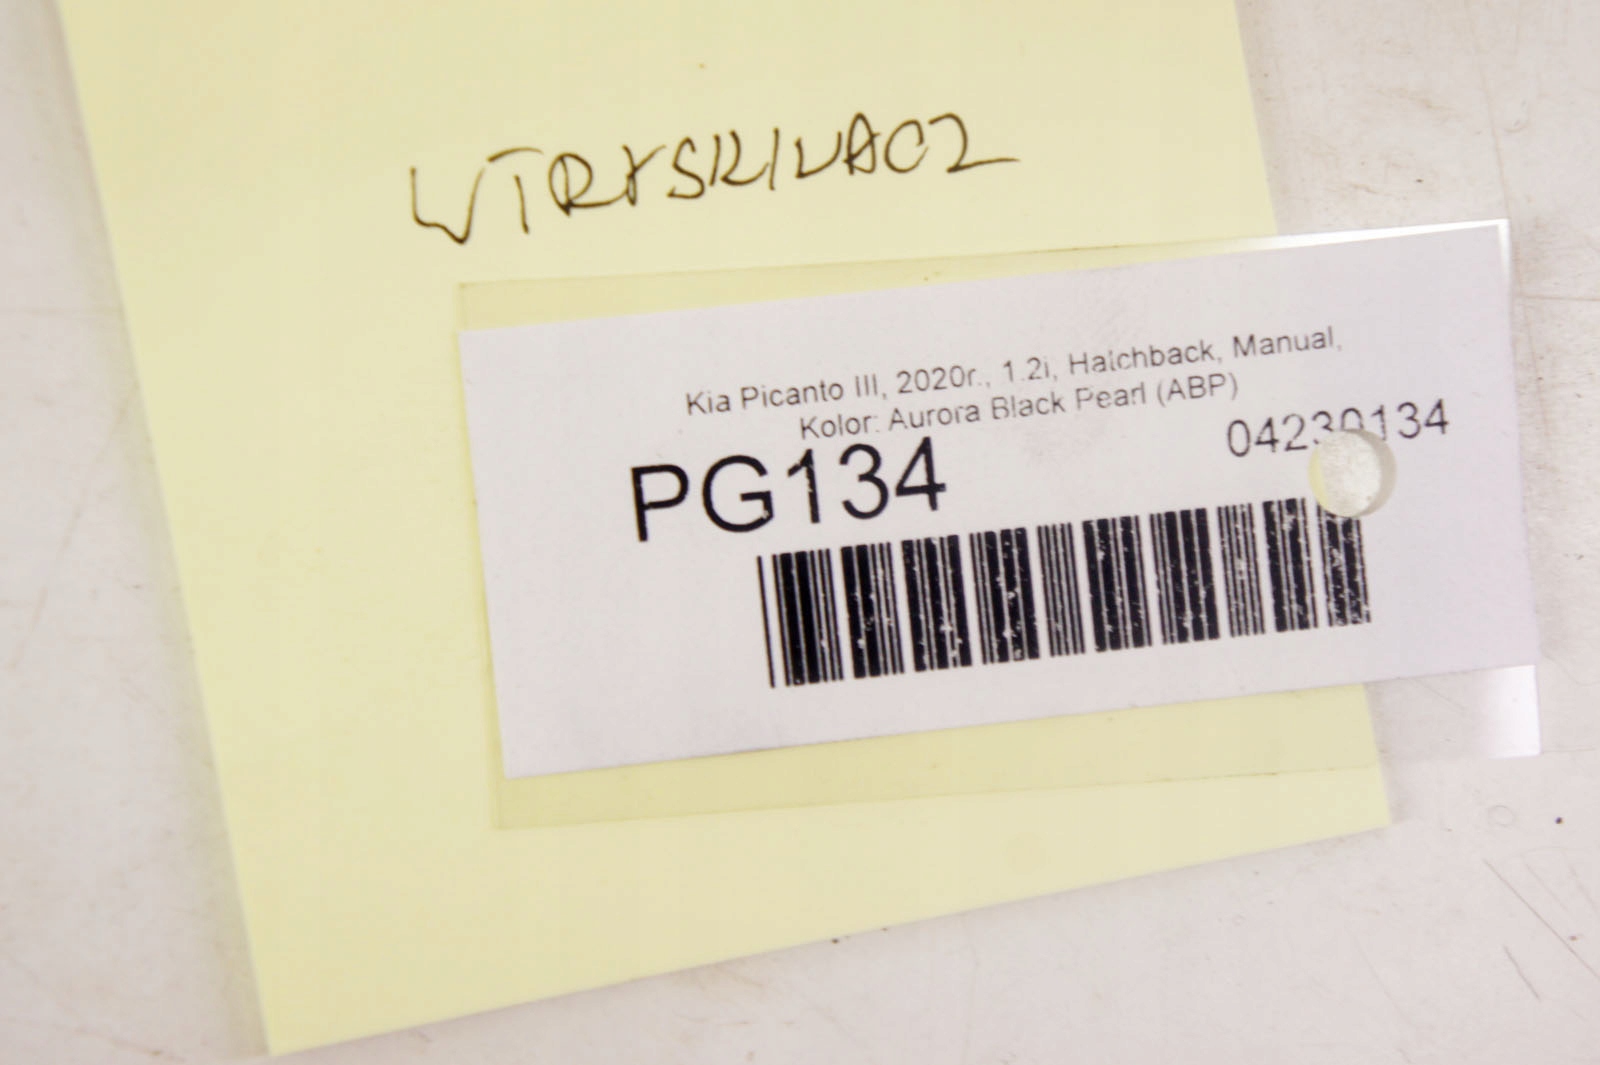 WTRYSKIWACZ
Kia Picanto III, 2020r., 1.2i, Hatchback, Manual,
Kolor: Aurora Black Pearl (ABP)
04230134
PG134